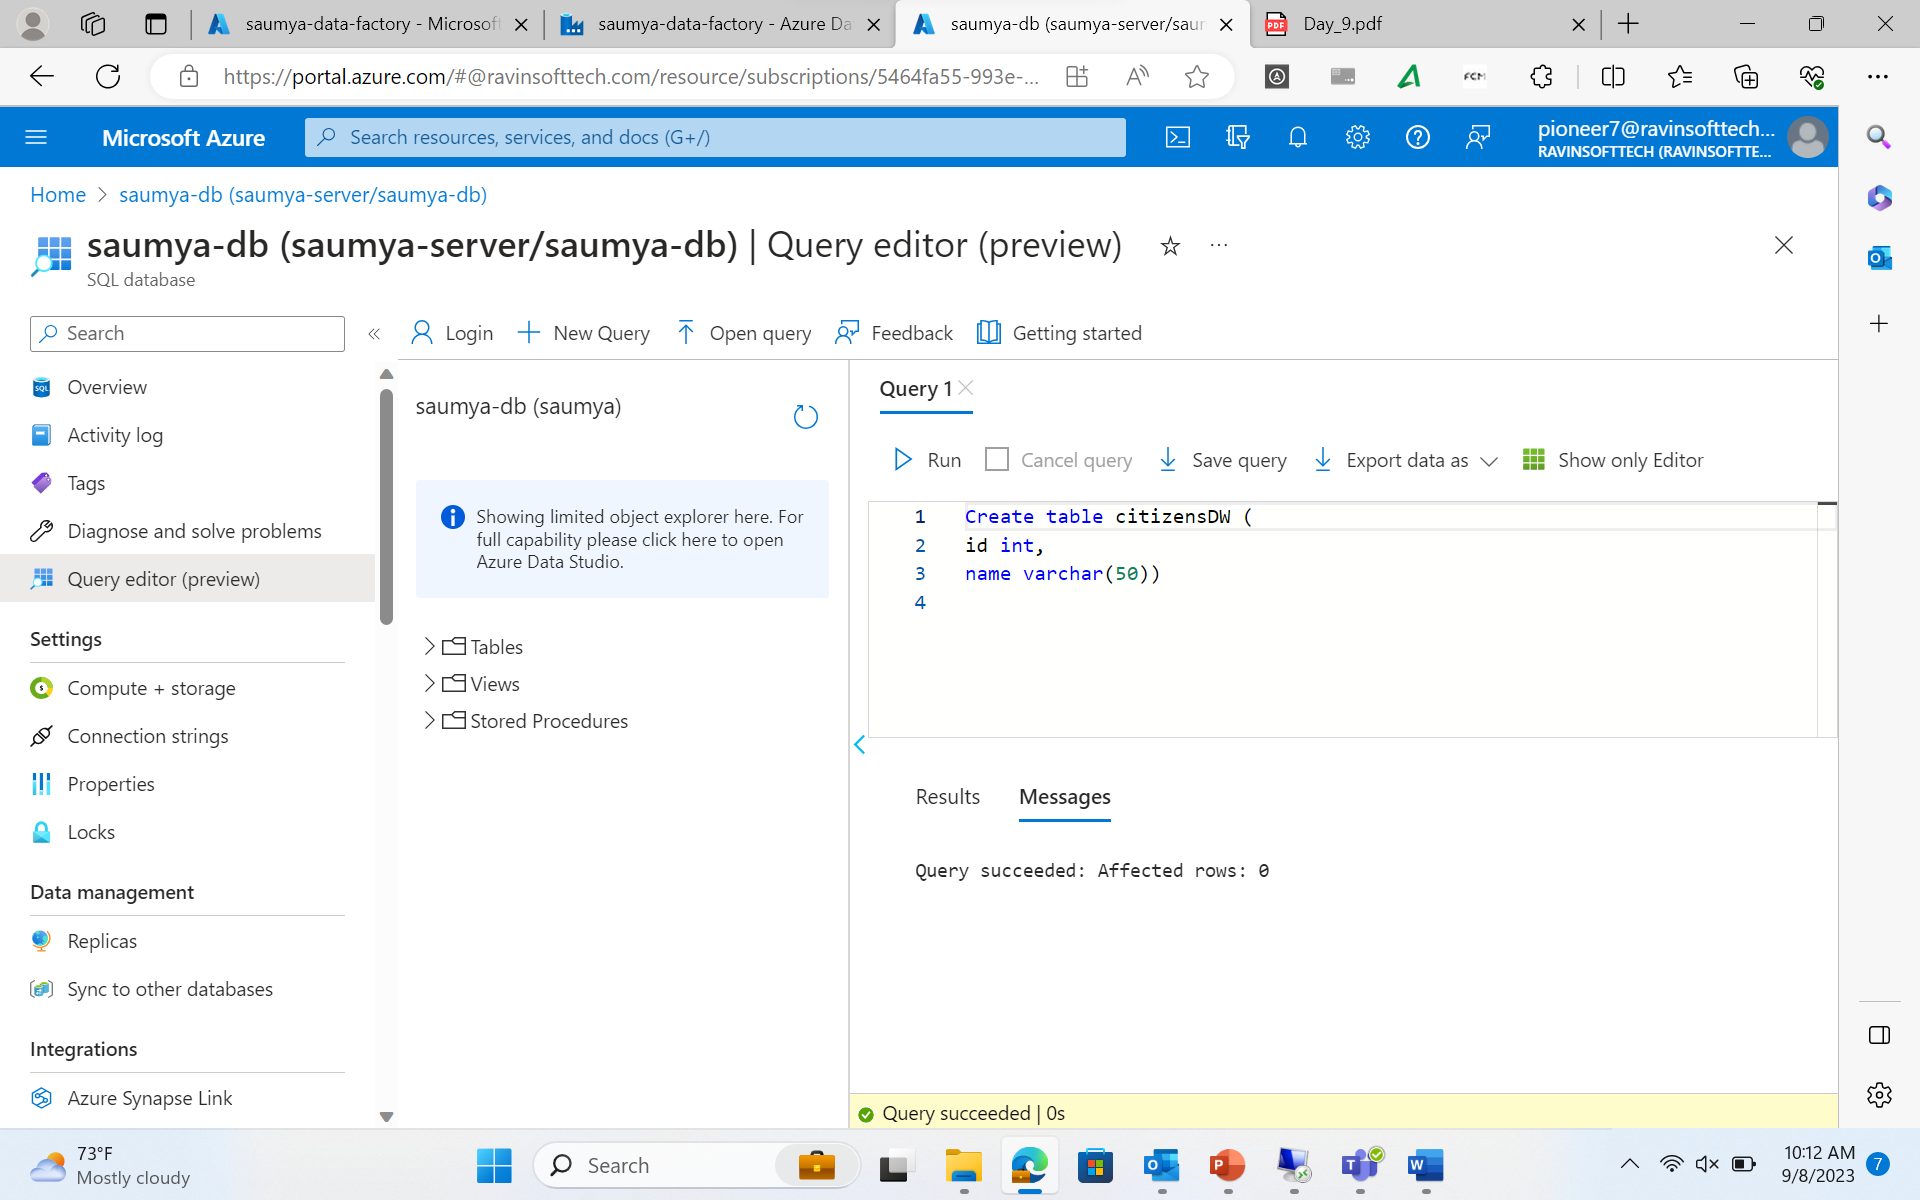 saumya-data-factory - Microsoft
saumya-data-factory - Azure Da
saumya-db (saumya-server/saum
Day_9.pdf
https://portal.azure.com/#@ravinsofttech.com/resource/subscriptions/5464fa55-993e-...
FCM
Microsoft Azure
Search resources, services, and docs (G+/)
pioneer7@ravinsofttech...
RAVINSOFTTECH (RAVINSOFTTE...
Home > saumya-db (saumya-server/saumya-db)
saumya-db (saumya-server/saumya-db) | Query editor (preview)
SQL database
Search
Login
New Query
Open query
Feedback
Getting started
Overview
Activity log
Tags
Diagnose and solve problems
Query editor (preview)
Settings
Compute + storage
Connection strings
Properties
Locks
Data management
Replicas
Sync to other databases
Integrations
Azure Synapse Link
saumya-db (saumya)
Showing limited object explorer here. For
full capability please click here to open
Azure Data Studio.
Tables
Views
Stored Procedures
Query 1
Run
Cancel query
Save query
Export data as
Show only Editor
1 Create table citizensDW (
2 id int,
3 name varchar(50))
4
Results
Messages
Query succeeded: Affected rows: 0
Query succeeded | 0s
73°F
Mostly cloudy
Search
10:12 AM
9/8/2023
7